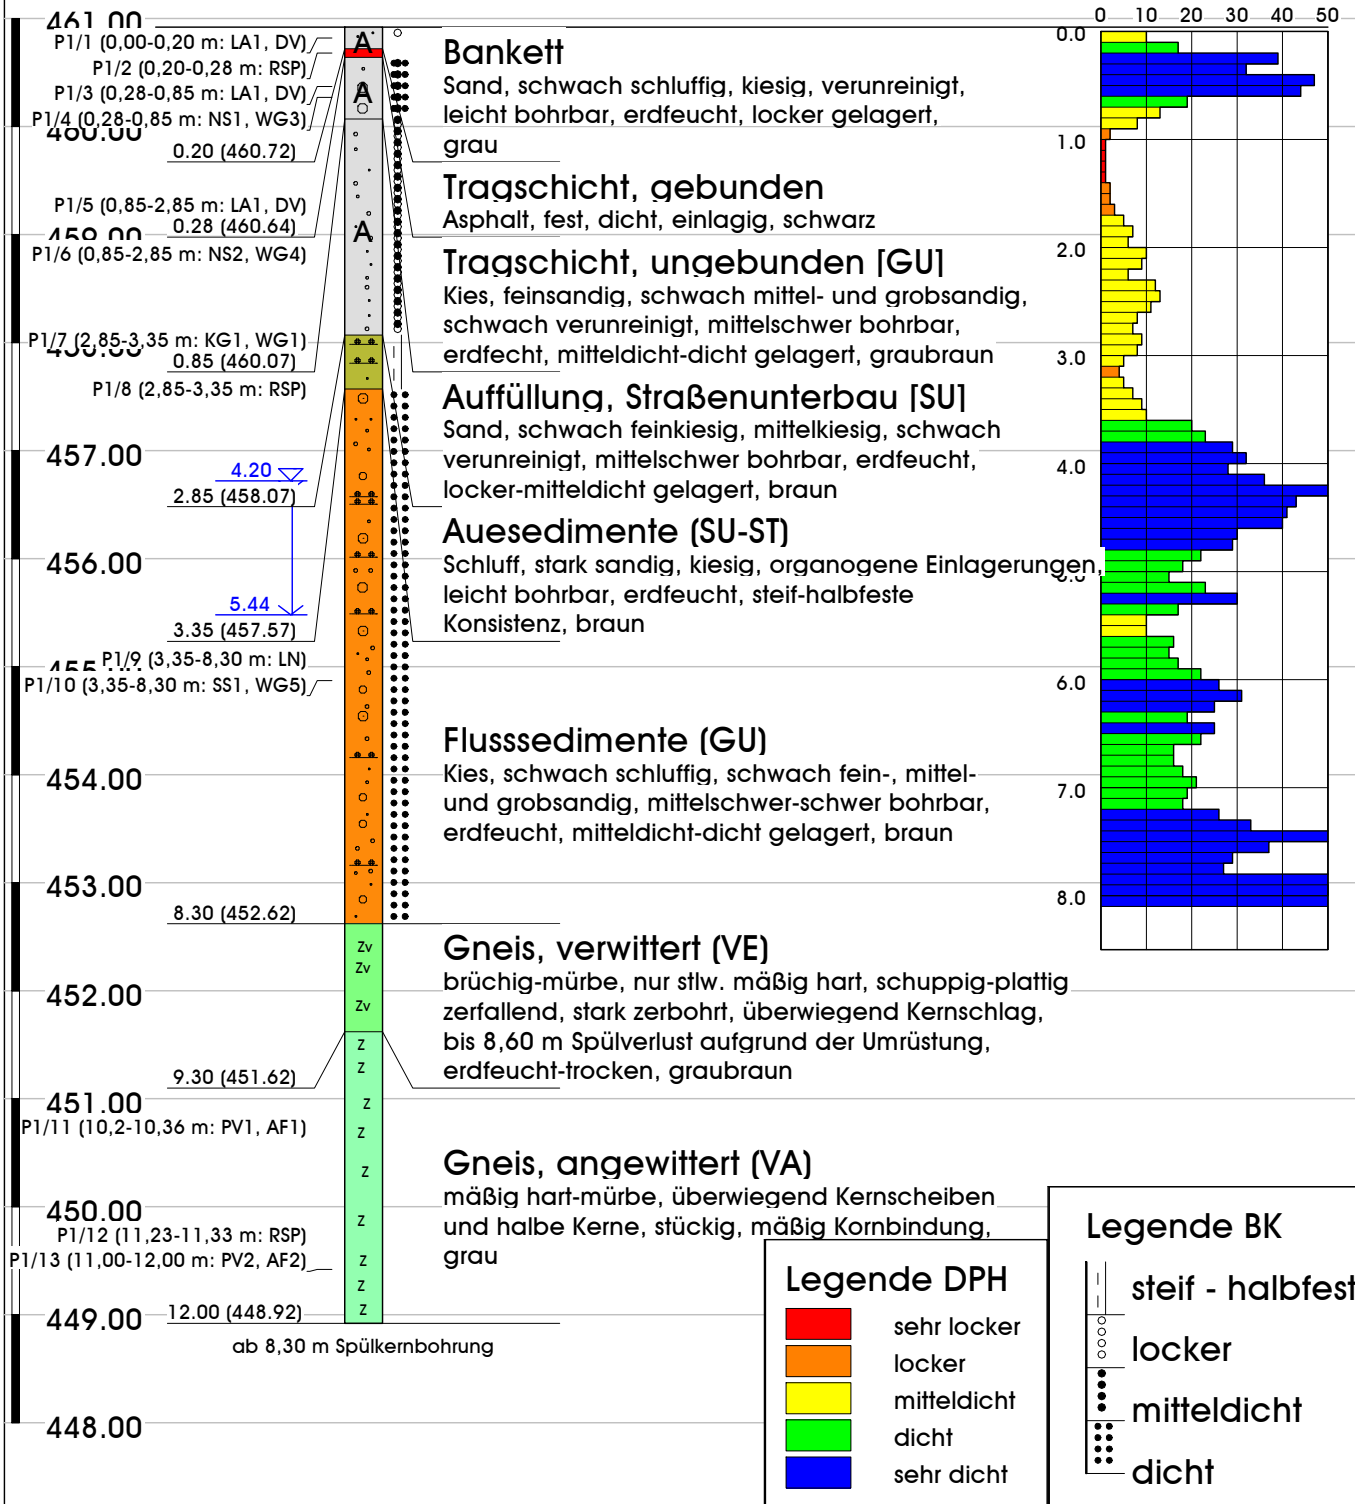 461.00
P1/1 (0,00-0,20 m: LA1, DV)
P1/2 (0,20-0,28 m: RSP)
P1/3 (0,28-0,85 m: LA1, DV)
P1/4 (0,28-0,85 m: NS1, WG3)
460.00
0.20 (460.72)
P1/5 (0,85-2,85 m: LA1, DV)
0.28 (460.64)
459.00
P1/6 (0,85-2,85 m: NS2, WG4)
P1/7 (2,85-3,35 m: KG1, WG1)
0.85 (460.07)
P1/8 (2,85-3,35 m: RSP)
457.00
4.20
2.85 (458.07)
456.00
5.44
3.35 (457.57)
P1/9 (3,35-8,30 m: LN)
455.00
P1/10 (3,35-8,30 m: SS1, WG5)
454.00
453.00
8.30 (452.62)
452.00
9.30 (451.62)
451.00
P1/11 (10,2-10,36 m: PV1, AF1)
450.00
P1/12 (11,23-11,33 m: RSP)
P1/13 (11,00-12,00 m: PV2, AF2)
12.00 (448.92)
449.00
ab 8,30 m Spülkernbohrung
448.00
A
A
A
Zv
Zv
Zv
Z
Z
Z
Z
Z
Z
Z
Z
Z
Bankett
Sand, schwach schluffig, kiesig, verunreinigt,
leicht bohrbar, erdfeucht, locker gelagert,
grau
Tragschicht, gebunden
Asphalt, fest, dicht, einlagig, schwarz
Tragschicht, ungebunden [GU]
Kies, feinsandig, schwach mittel- und grobsandig,
schwach verunreinigt, mittelschwer bohrbar,
erdfecht, mitteldicht-dicht gelagert, graubraun
Auffüllung, Straßenunterbau [SU]
Sand, schwach feinkiesig, mittelkiesig, schwach
verunreinigt, mittelschwer bohrbar, erdfeucht,
locker-mitteldicht gelagert, braun
Auesedimente (SU-ST)
Schluff, stark sandig, kiesig, organogene Einlagerungen,
leicht bohrbar, erdfeucht, steif-halbfeste
Konsistenz, braun
Flusssedimente (GU)
Kies, schwach schluffig, schwach fein-, mittel-
und grobsandig, mittelschwer-schwer bohrbar,
erdfeucht, mitteldicht-dicht gelagert, braun
Gneis, verwittert (VE)
brüchig-mürbe, nur stlw. mäßig hart, schuppig-plattig
zerfallend, stark zerbohrt, überwiegend Kernschlag,
bis 8,60 m Spülverlust aufgrund der Umrüstung,
erdfeucht-trocken, graubraun
Gneis, angewittert (VA)
mäßig hart-mürbe, überwiegend Kernscheiben
und halbe Kerne, stückig, mäßig Kornbindung,
grau
0 10 20 30 40 50
0.0
1.0
2.0
3.0
4.0
6.0
7.0
8.0
Legende DPH
sehr locker
locker
mitteldicht
dicht
sehr dicht
Legende BK
steif - halbfest
locker
mitteldicht
dicht